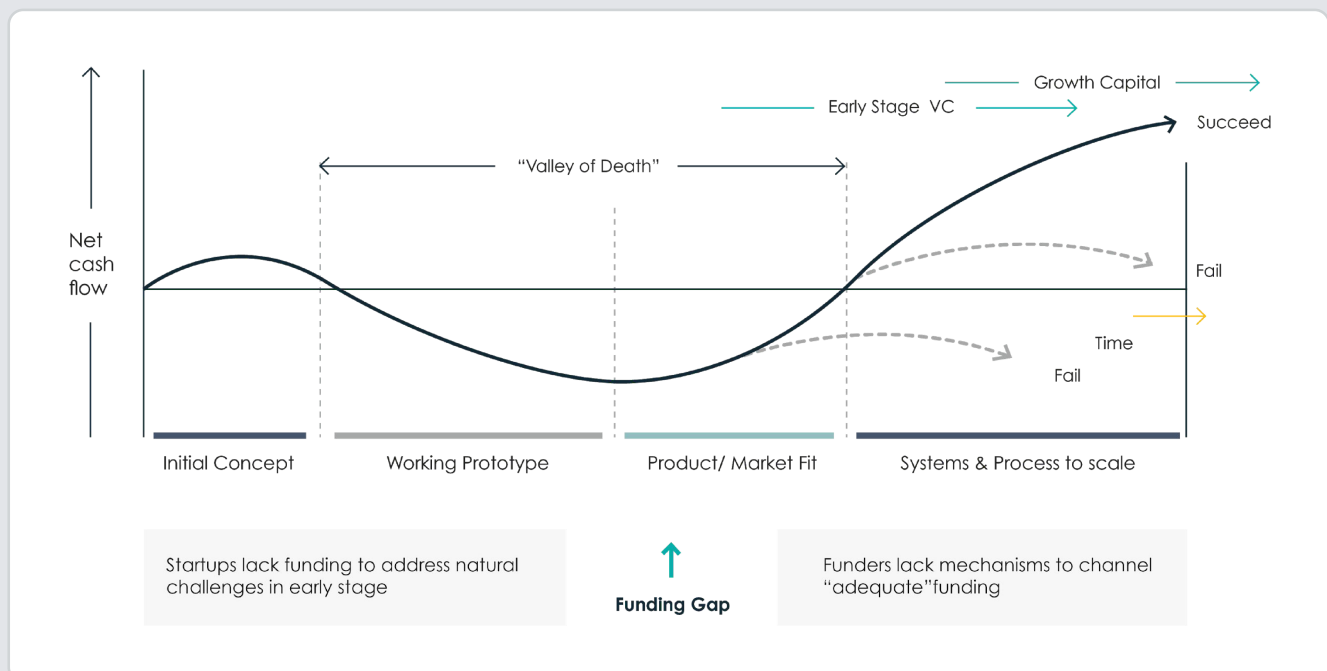 Growth Capital
Early Stage VC
Succeed
“Valley of Death”
Net
cash
flow
Fail
Time
Fail
Initial Concept
Working Prototype
Product/ Market Fit
Systems & Process to scale
Startups lack funding to address natural
challenges in early stage
Funding Gap
Funders lack mechanisms to channel
“adequate”funding